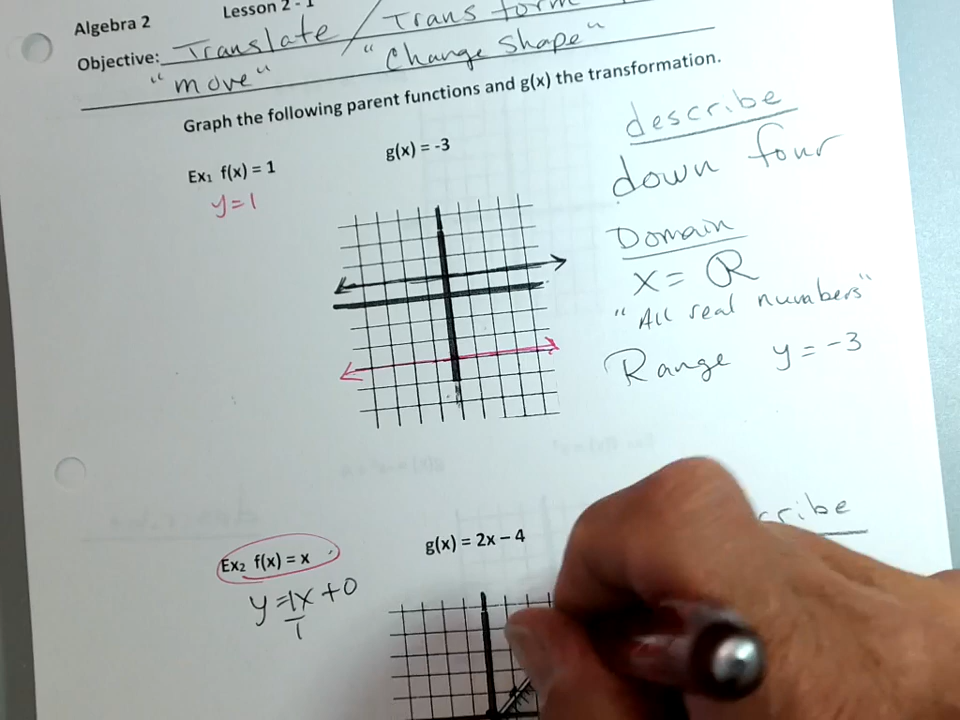 Algebra 2 Lesson 2 - 1
Objective: Translate / Transform
"move" "Change Shape"
Graph the following parent functions and g(x) the transformation.
describe
Ex1 f(x) = 1 g(x) = -3
down four
y=1
Domain
x = ℝ
"All real numbers"
Range y = -3
cribe
Ex2 f(x) = x g(x) = 2x – 4
y=1x+0
1